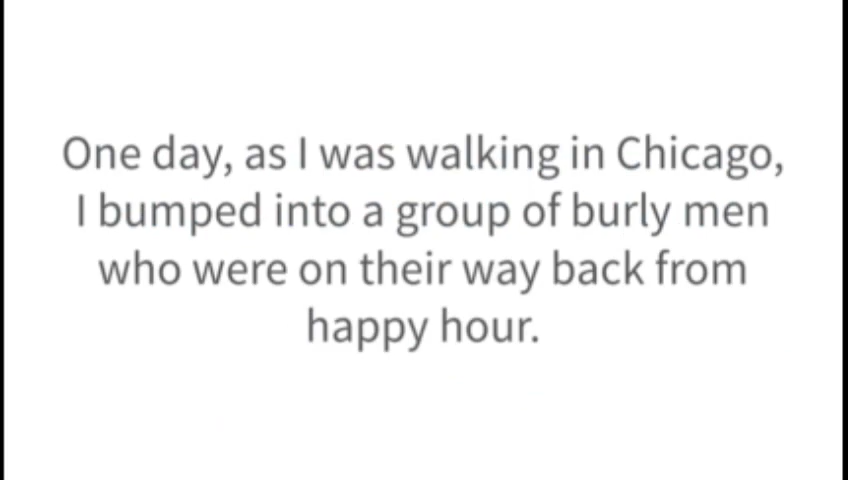 One day, as I was walking in Chicago,
I bumped into a group of burly men
who were on their way back from
happy hour.